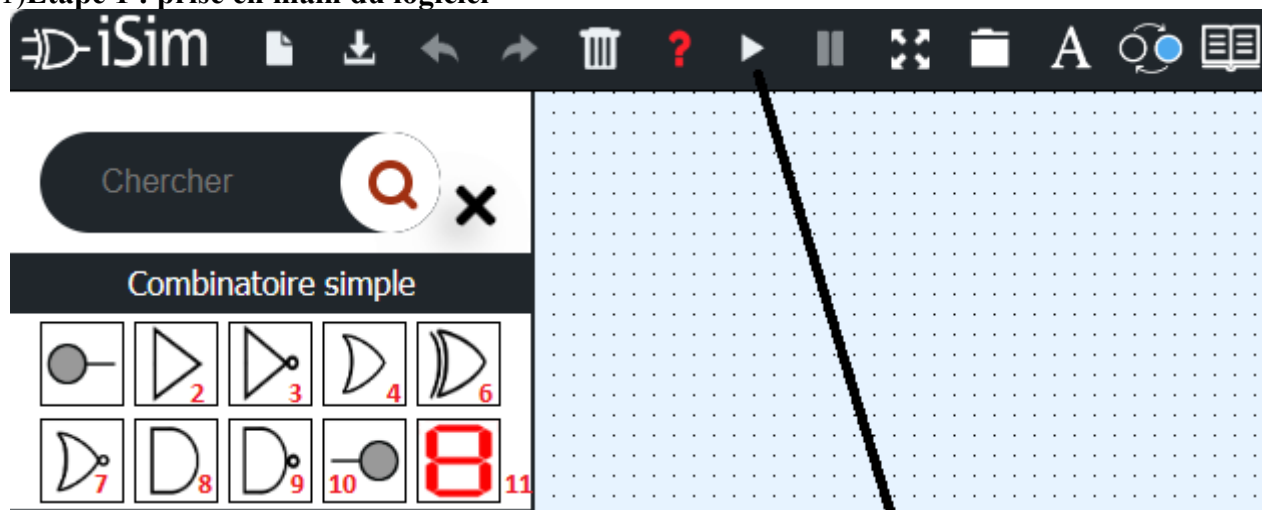 1)Etape 1 : prise en main du logiciel
iSim ? A
Chercher
Combinatoire simple
2 3 4 6
7 8 9 10 11